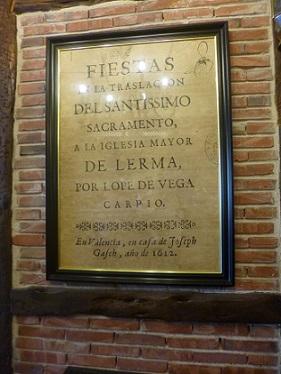 FIESTAS
EN LA TRASLACION
DEL SANTISSIMO
SACRAMENTO,
A LA IGLESIA MAYOR
DE LERMA,
POR LOPE DE VEGA
CARPIO.
En Valencia, en casa de Joseph
Gasch, año de 1612.